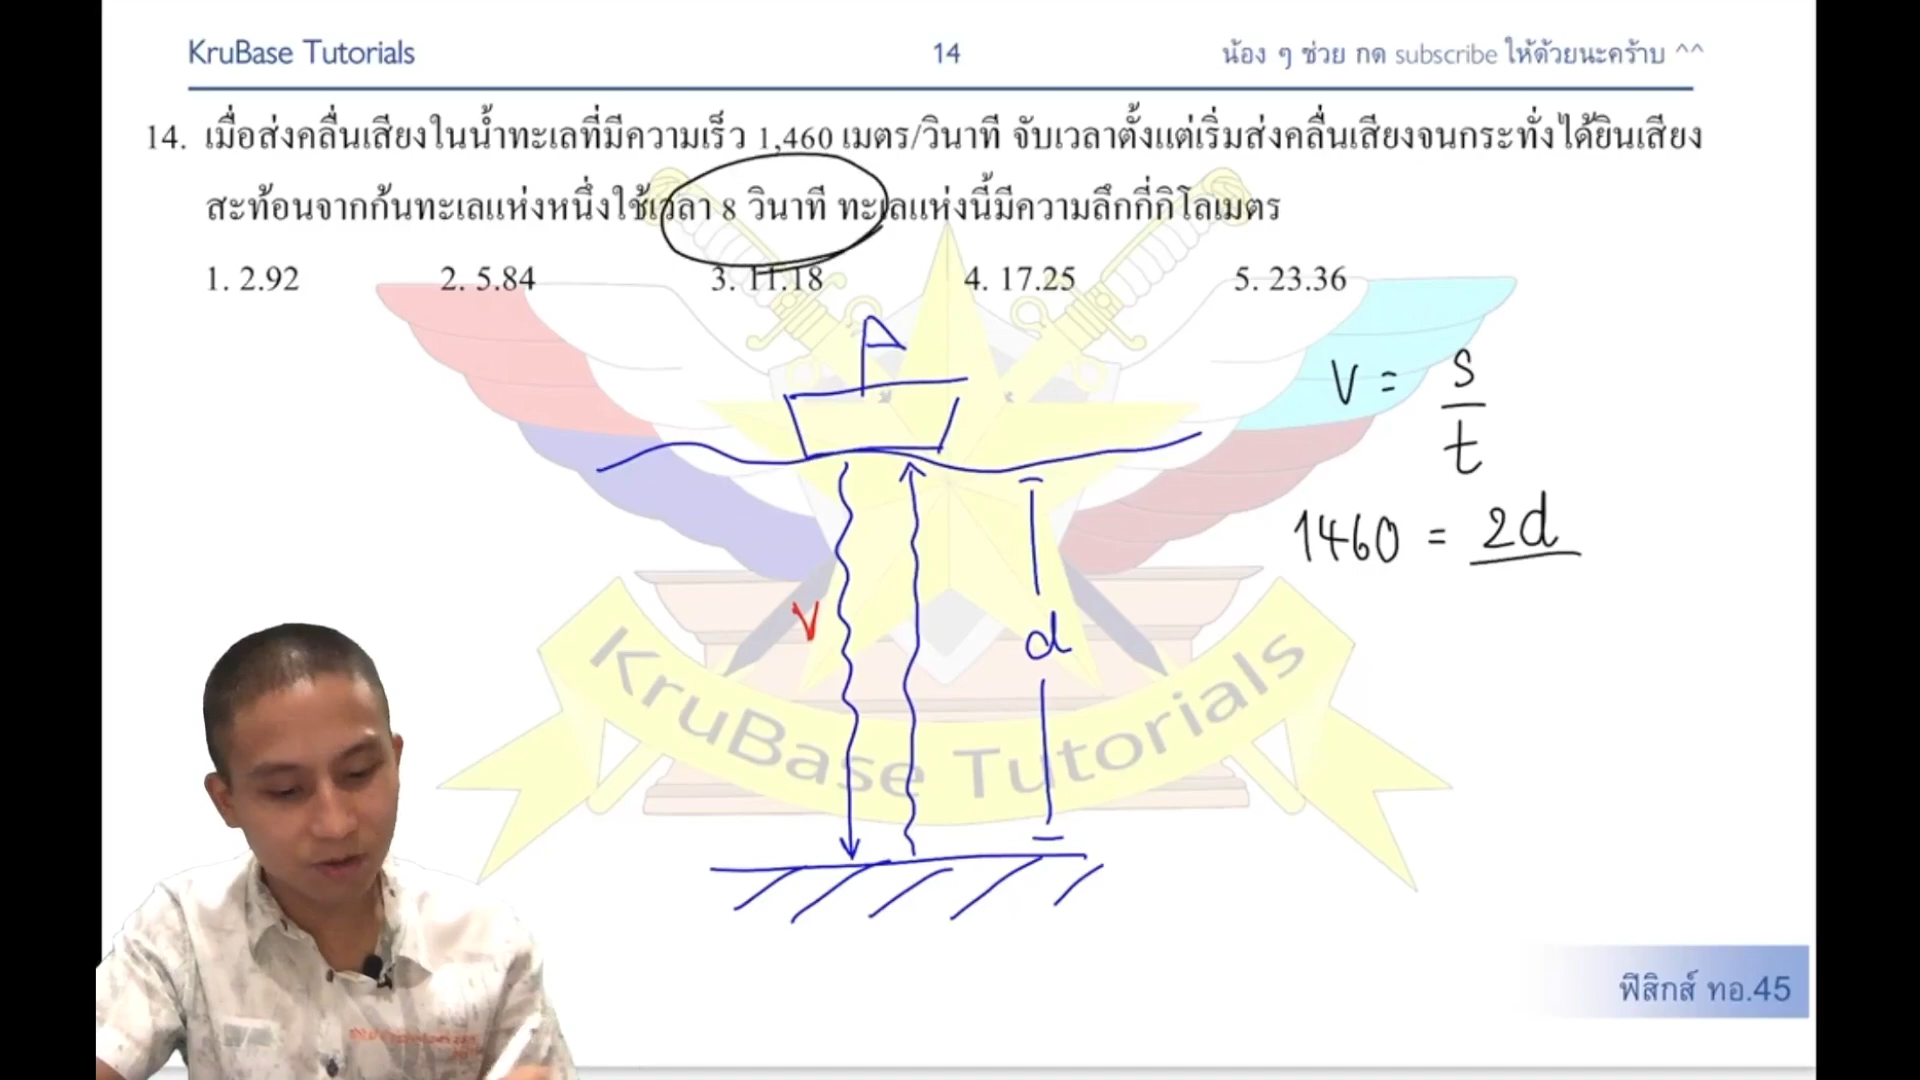 KruBase Tutorials 14 น้อง ๆ ช่วย กด subscribe ให้ด้วยนะคร้าบ ^^
14. เมื่อส่งคลื่นเสียงในน้ำทะเลที่มีความเร็ว 1,460 เมตร/วินาที จับเวลาตั้งแต่เริ่มส่งคลื่นเสียงจนกระทั่งได้ยินเสียง
สะท้อนจากก้นทะเลแห่งหนึ่งใช้เวลา 8 วินาที ทะเลแห่งนี้มีความลึกกี่กิโลเมตร
1. 2.92 2. 5.84 3. 11.18 4. 17.25 5. 23.36
V = s
t
1460 = 2d
V
d
KruBase Tutorials
ฟิสิกส์ ทอ.45